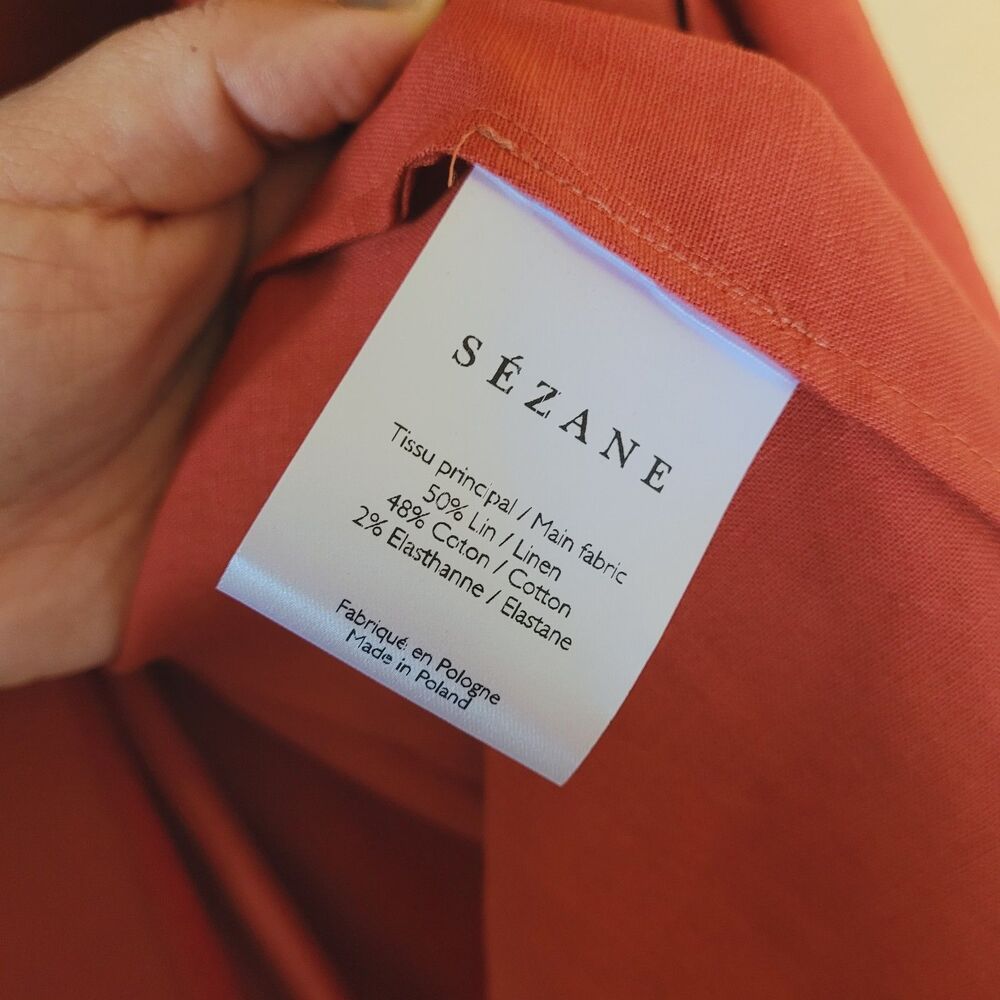 SÉZANE
Tissu principal / Main fabric
50% Lin / Linen
48% Coton / Cotton
2% Elasthanne / Elastane
Fabriqué en Pologne
Made in Poland